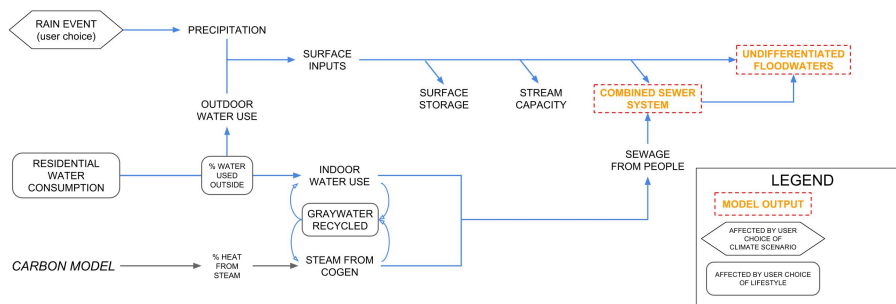 RAIN EVENT
(user choice)
PRECIPITATION
SURFACE
INPUTS
UNDIFFERENTIATED
FLOODWATERS
SURFACE
STORAGE
STREAM
CAPACITY
COMBINED SEWER
SYSTEM
OUTDOOR
WATER USE
SEWAGE
FROM PEOPLE
RESIDENTIAL
WATER
CONSUMPTION
% WATER
USED
OUTSIDE
INDOOR
WATER USE
GRAYWATER
RECYCLED
CARBON MODEL
% HEAT
FROM
STEAM
STEAM FROM
COGEN
LEGEND
MODEL OUTPUT
AFFECTED BY USER
CHOICE OF
CLIMATE SCENARIO
AFFECTED BY USER CHOICE
OF LIFESTYLE